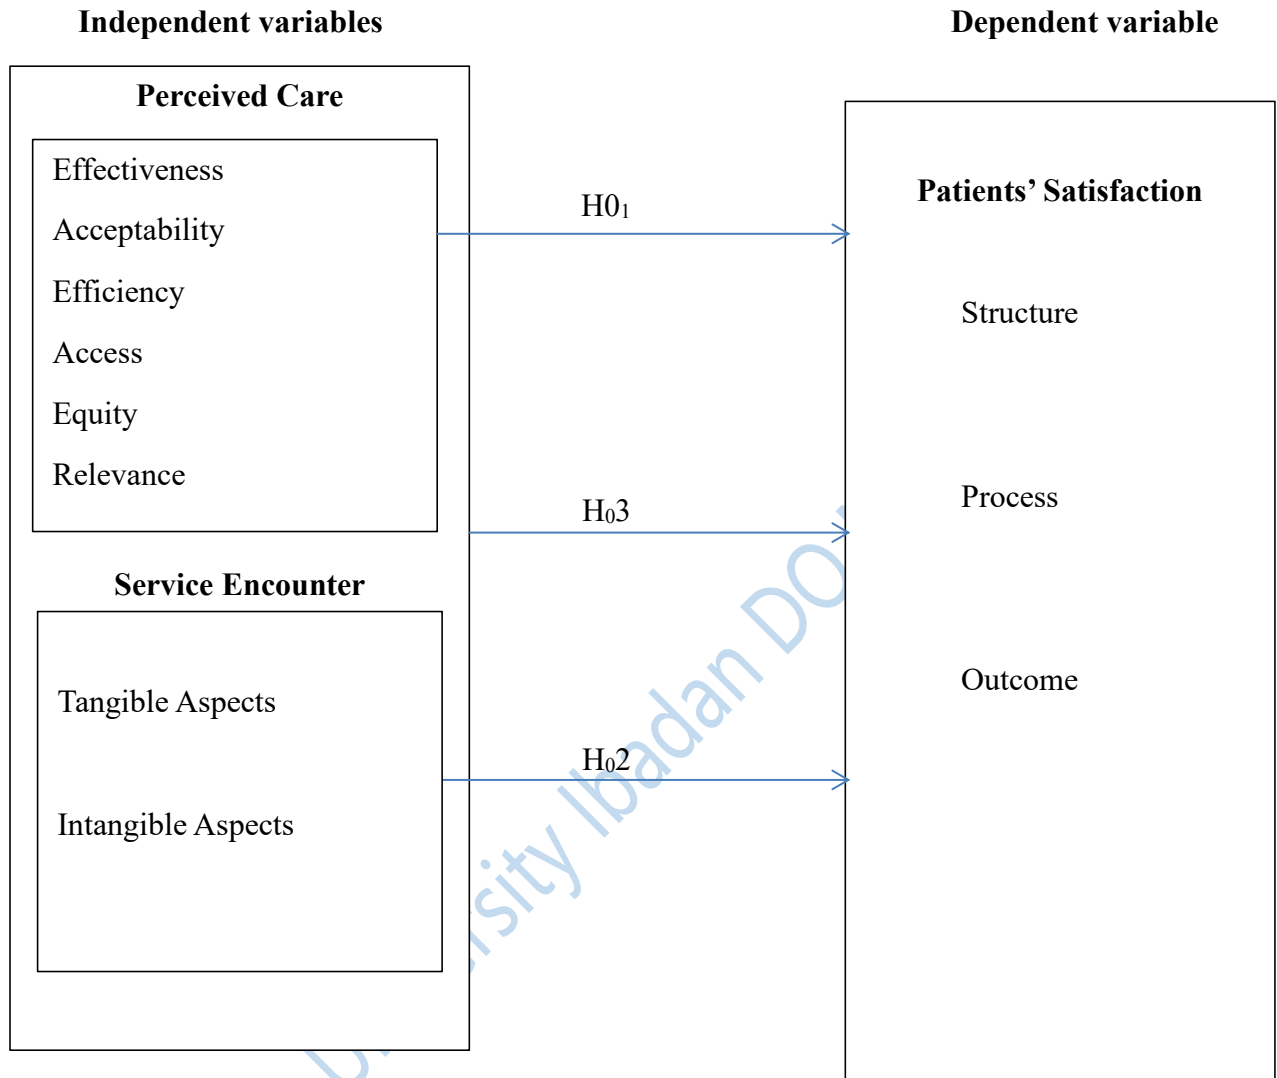 Independent variables
Dependent variable
Perceived Care
Effectiveness
Acceptability
Efficiency
Access
Equity
Relevance
Service Encounter
Tangible Aspects
Intangible Aspects
H0₁
H₀3
H₀2
Patients’ Satisfaction
Structure
Process
Outcome
Ibadan